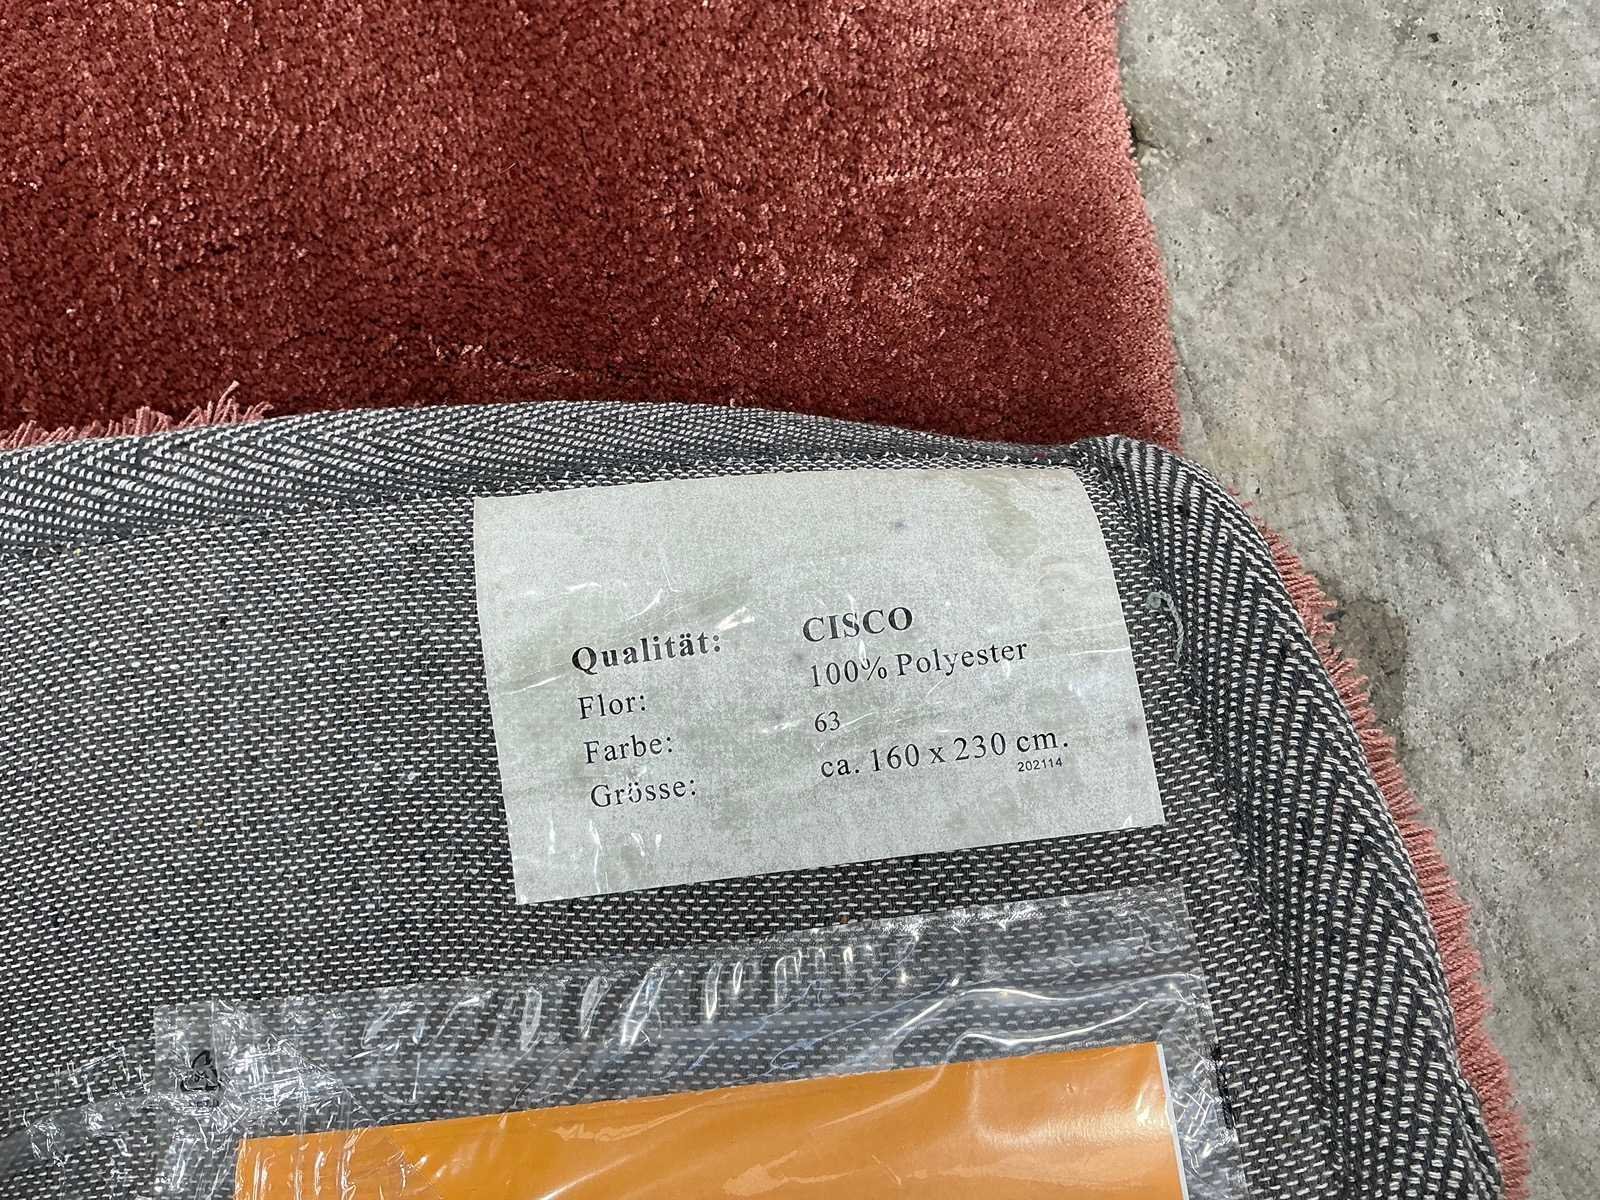 Qualität: CISCO
Flor: 100% Polyester
Farbe: 63
Grösse: ca. 160 x 230 cm.
202114